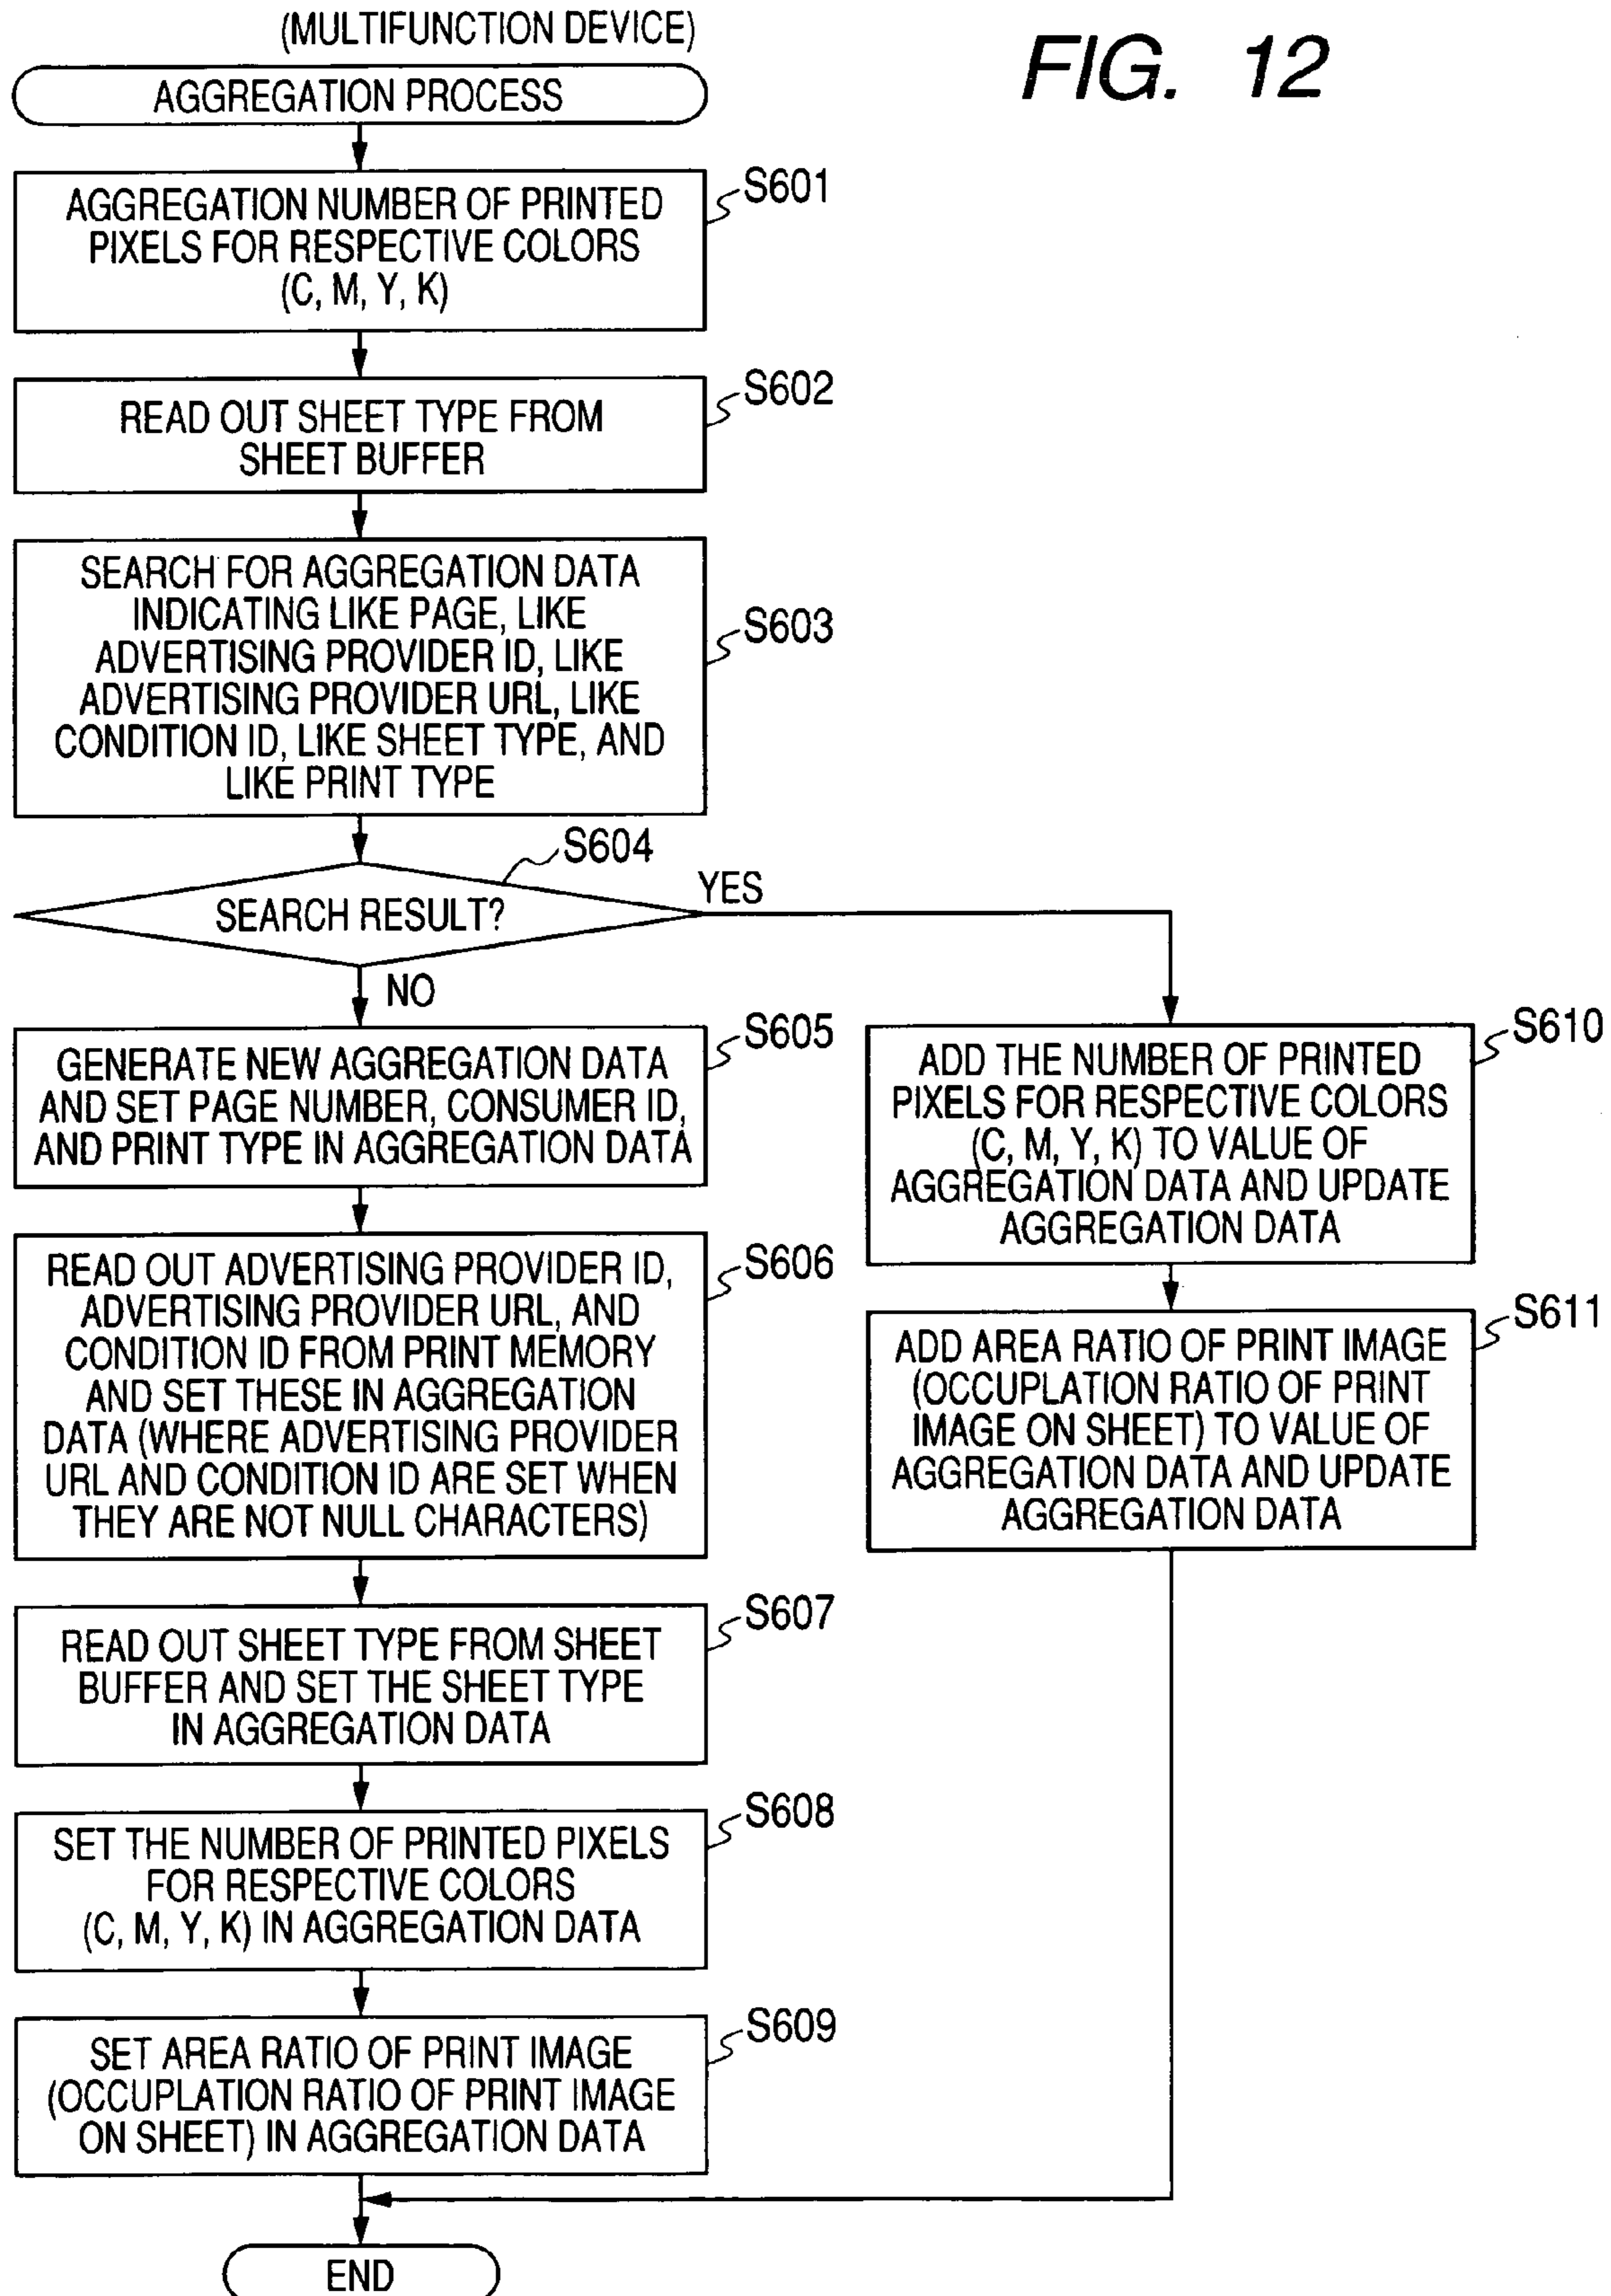 (MULTIFUNCTION DEVICE)
FIG. 12
AGGREGATION PROCESS
S601
AGGREGATION NUMBER OF PRINTED
PIXELS FOR RESPECTIVE COLORS
(C, M, Y, K)
S602
READ OUT SHEET TYPE FROM
SHEET BUFFER
S603
SEARCH FOR AGGREGATION DATA
INDICATING LIKE PAGE, LIKE
ADVERTISING PROVIDER ID, LIKE
ADVERTISING PROVIDER URL, LIKE
CONDITION ID, LIKE SHEET TYPE, AND
LIKE PRINT TYPE
S604
SEARCH RESULT?
YES
NO
S605
GENERATE NEW AGGREGATION DATA
AND SET PAGE NUMBER, CONSUMER ID,
AND PRINT TYPE IN AGGREGATION DATA
S606
READ OUT ADVERTISING PROVIDER ID,
ADVERTISING PROVIDER URL, AND
CONDITION ID FROM PRINT MEMORY
AND SET THESE IN AGGREGATION
DATA (WHERE ADVERTISING PROVIDER
URL AND CONDITION ID ARE SET WHEN
THEY ARE NOT NULL CHARACTERS)
S607
READ OUT SHEET TYPE FROM SHEET
BUFFER AND SET THE SHEET TYPE
IN AGGREGATION DATA
S608
SET THE NUMBER OF PRINTED PIXELS
FOR RESPECTIVE COLORS
(C, M, Y, K) IN AGGREGATION DATA
S609
SET AREA RATIO OF PRINT IMAGE
(OCCUPLATION RATIO OF PRINT IMAGE
ON SHEET) IN AGGREGATION DATA
S610
ADD THE NUMBER OF PRINTED
PIXELS FOR RESPECTIVE COLORS
(C, M, Y, K) TO VALUE OF
AGGREGATION DATA AND UPDATE
AGGREGATION DATA
S611
ADD AREA RATIO OF PRINT IMAGE
(OCCUPLATION RATIO OF PRINT
IMAGE ON SHEET) TO VALUE OF
AGGREGATION DATA AND UPDATE
AGGREGATION DATA
END